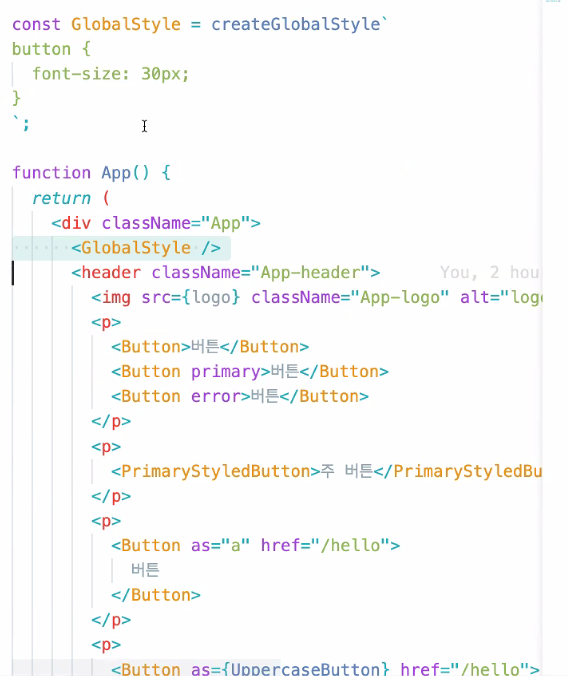 const GlobalStyle = createGlobalStyle`
button {
  font-size: 30px;
}
`;
function App() {
  return (
    <div className="App">
      <GlobalStyle />
      <header className="App-header"> You, 2 hou
        <img src={logo} className="App-logo" alt="logo
        <p>
          <Button>버튼</Button>
          <Button primary>버튼</Button>
          <Button error>버튼</Button>
        </p>
        <p>
          <PrimaryStyledButton>주 버튼</PrimaryStyledBu
        </p>
        <p>
          <Button as="a" href="/hello">
            버튼
          </Button>
        </p>
        <p>
          <Button as={UppercaseButton} href="/hello">